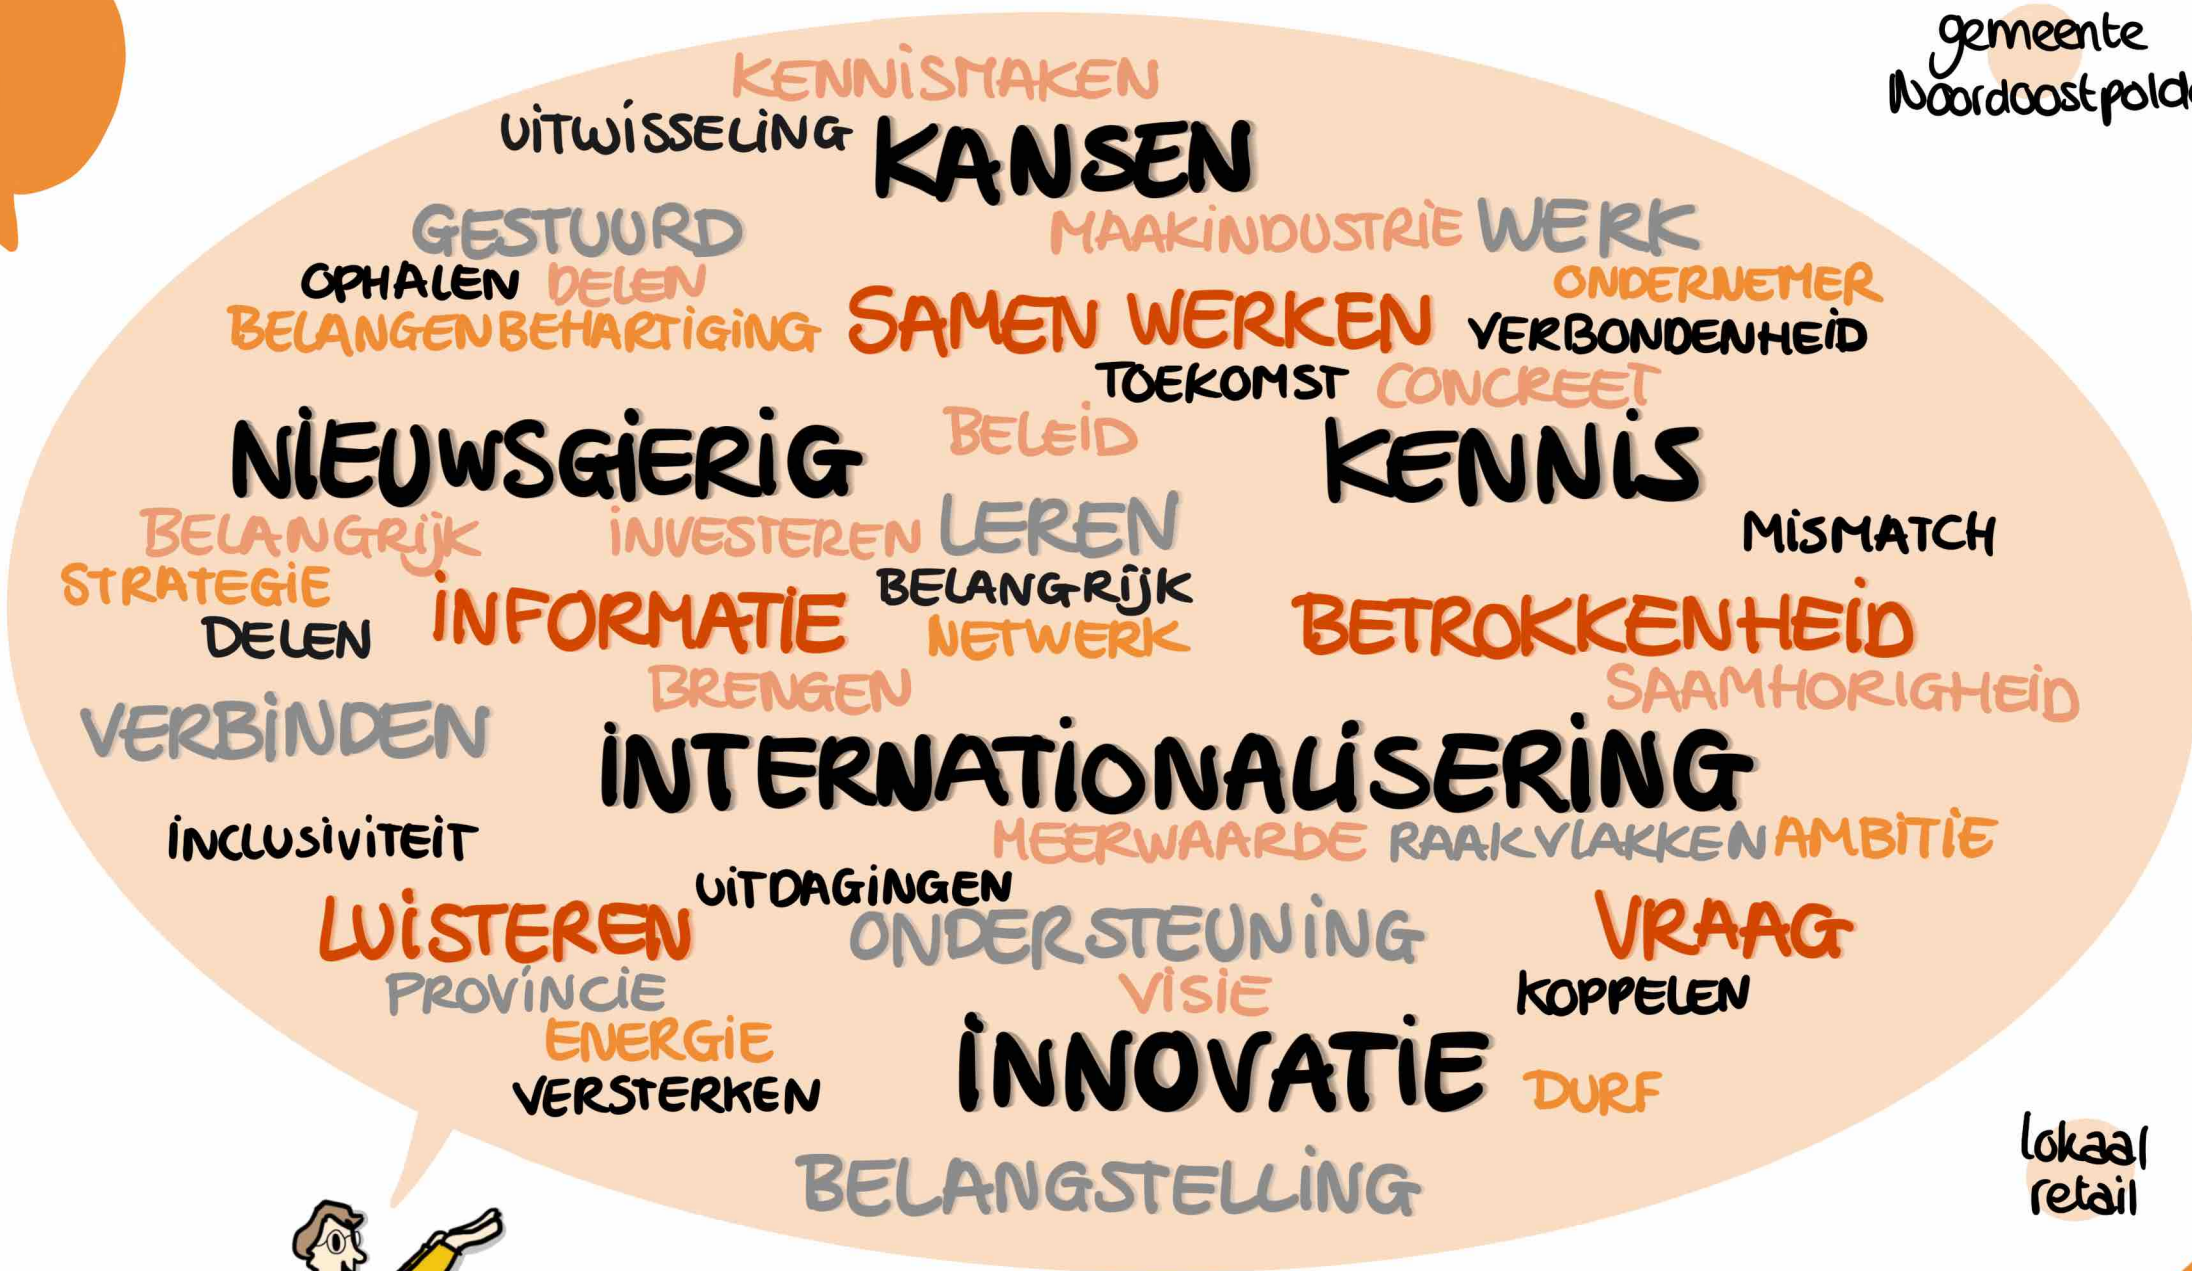 gemeente
Noordoostpold
KENNISMAKEN
UITWISSELING KANSEN
GESTUURD MAAKINDUSTRIE WERK
OPHALEN DELEN ONDERNEMER
BELANGENBEHARTIGING SAMEN WERKEN VERBONDENHEID
TOEKOMST CONCREET
NIEUWSGIERIG BELEID KENNIS
BELANGRIJK INVESTEREN LEREN MISMATCH
STRATEGIE INFORMATIE BELANGRIJK BETROKKENHEID
DELEN NETWERK
BRENGEN SAAMHORIGHEID
VERBINDEN INTERNATIONALISERING
INCLUSIVITEIT MEERWAARDE RAAKVLAKKEN AMBITIE
UITDAGINGEN
LUISTEREN ONDERSTEUNING VRAAG
PROVINCIE VISIE KOPPELEN
ENERGIE INNOVATIE
VERSTERKEN DURF
BELANGSTELLING
lokaal
retail